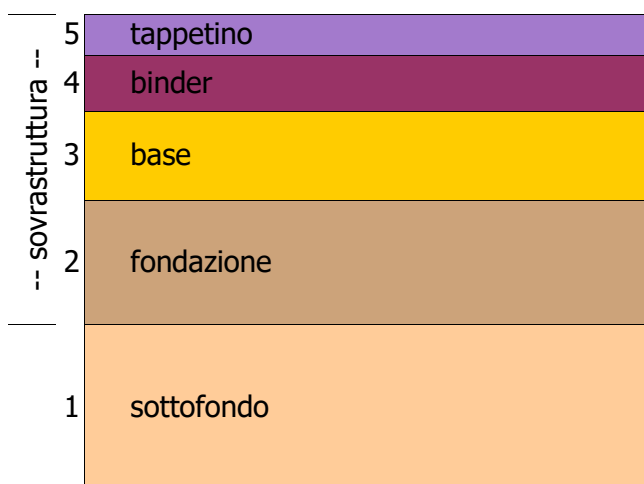 5 tappetino
4 binder
3 base
2 fondazione
1 sottofondo
-- sovrastruttura --